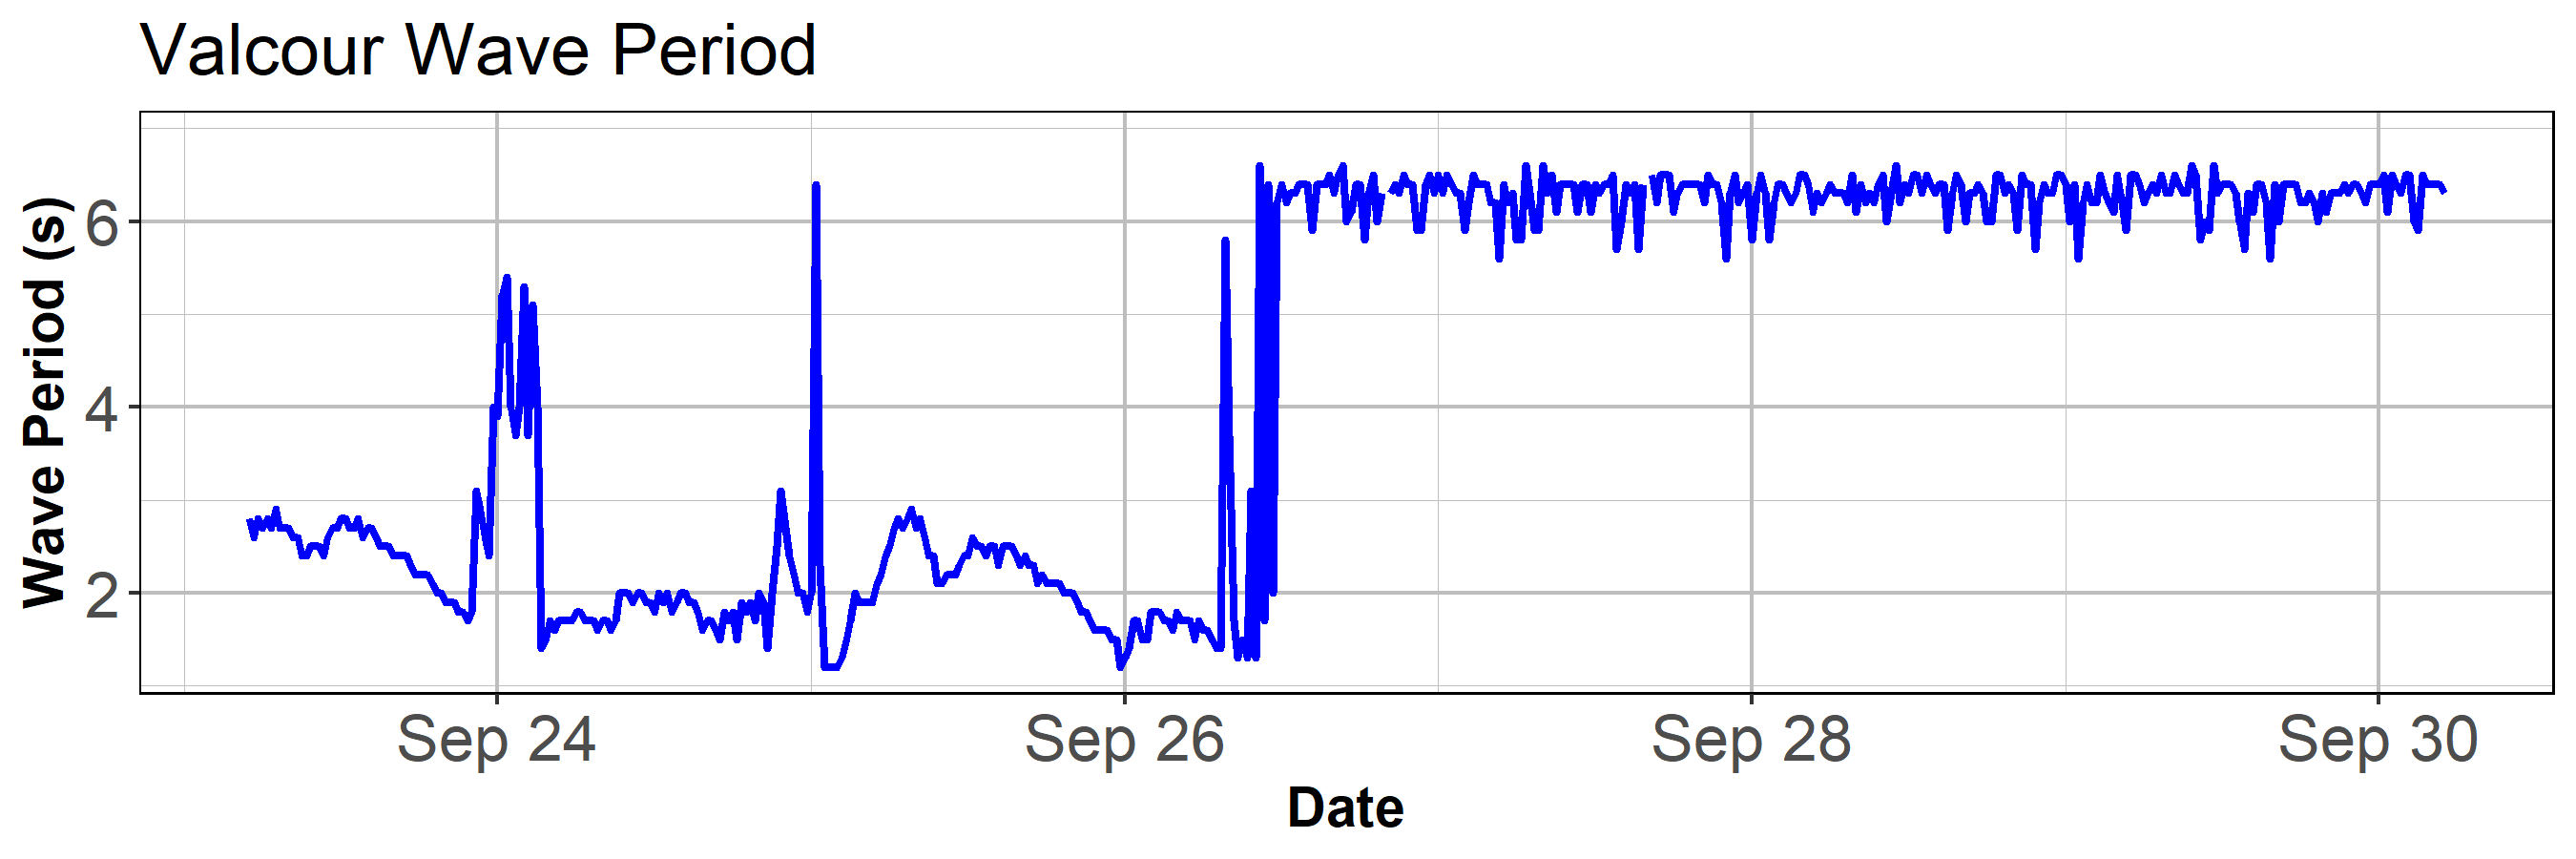 Valcour Wave Period
Wave Period (s)
6
4
2
Sep 24
Sep 26
Sep 28
Sep 30
Date